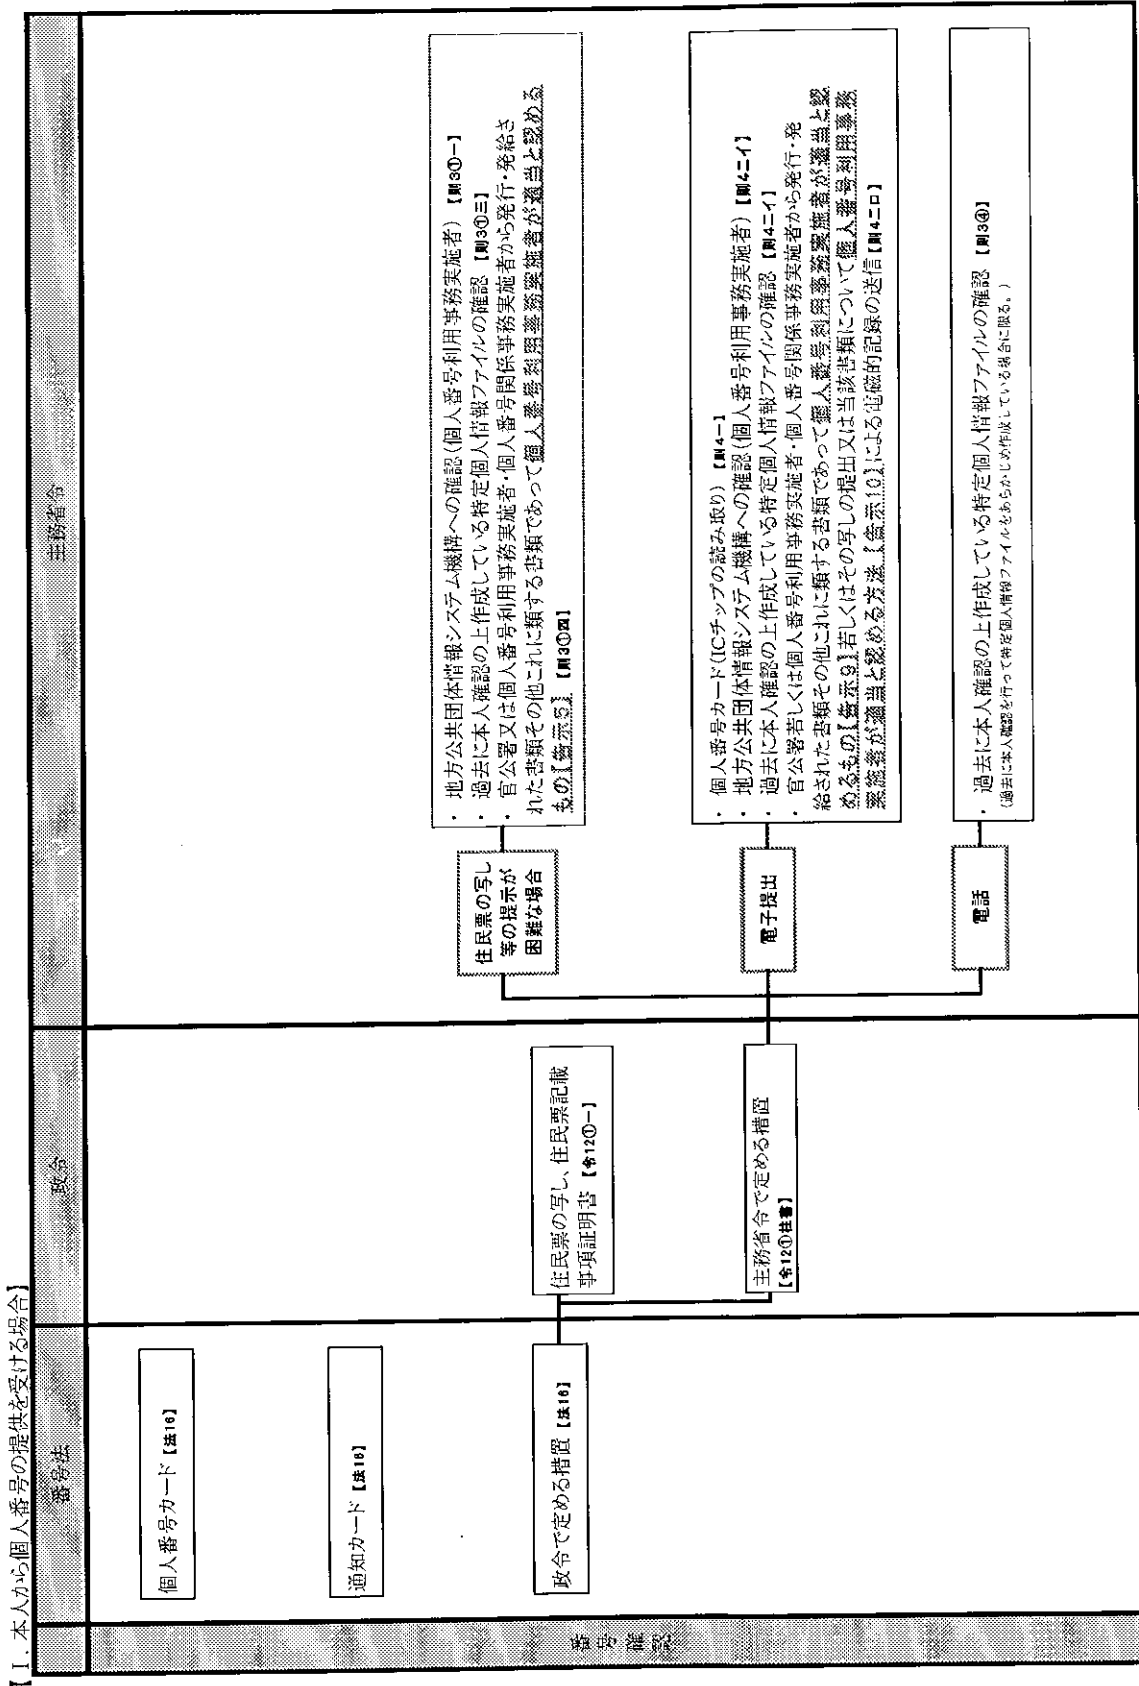 【Ⅰ．本人から個人番号の提供を受ける場合】
番号法
政令
主務省令
番号確認
個人番号カード【法16】
通知カード【法16】
政令で定める措置【法16】
住民票の写し、住民票記載
事項証明書【令12①一】
主務省令で定める措置
【令12①柱書】
住民票の写し
等の提示が
困難な場合
・ 地方公共団体情報システム機構への確認(個人番号利用事務実施者)【則3①一】
・ 過去に本人確認の上作成している特定個人情報ファイルの確認【則3①三】
・ 官公署又は個人番号利用事務実施者・個人番号関係事務実施者から発行・発給さ
れた書類その他これに類する書類であって個人番号利用事務実施者が適当と認める
もの【告示5】【則3①四】
電子提出
・ 個人番号カード(ICチップの読み取り)【則4一】
・ 地方公共団体情報システム機構への確認(個人番号利用事務実施者)【則4二イ】
・ 過去に本人確認の上作成している特定個人情報ファイルの確認【則4二イ】
・ 官公署若しくは個人番号利用事務実施者・個人番号関係事務実施者から発行・発
給された書類その他これに類する書類であって個人番号利用事務実施者が適当と認
めるもの【告示9】若しくはその写しの提出又は当該書類について個人番号利用事務
実施者が適当と認める方法【告示10】による電磁的記録の送信【則4二ロ】
電話
・ 過去に本人確認の上作成している特定個人情報ファイルの確認【則3④】
(過去に本人確認を行って特定個人情報ファイルをあらかじめ作成している場合に限る。)